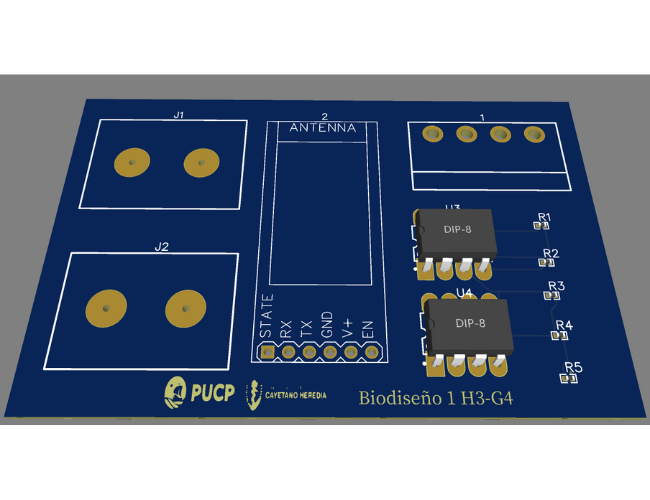 J1
2
1
ANTENNA
U3
DIP-8
R1
J2
R2
R3
U4
DIP-8
R4
R5
STATE
RX
TX
GND
V+
EN
PUCP
CAYETANO HEREDIA
Biodiseño 1 H3-G4